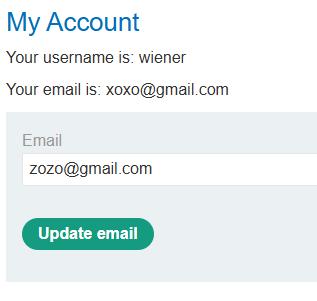 My Account
Your username is: wiener
Your email is: xoxo@gmail.com
Email
zozo@gmail.com
Update email